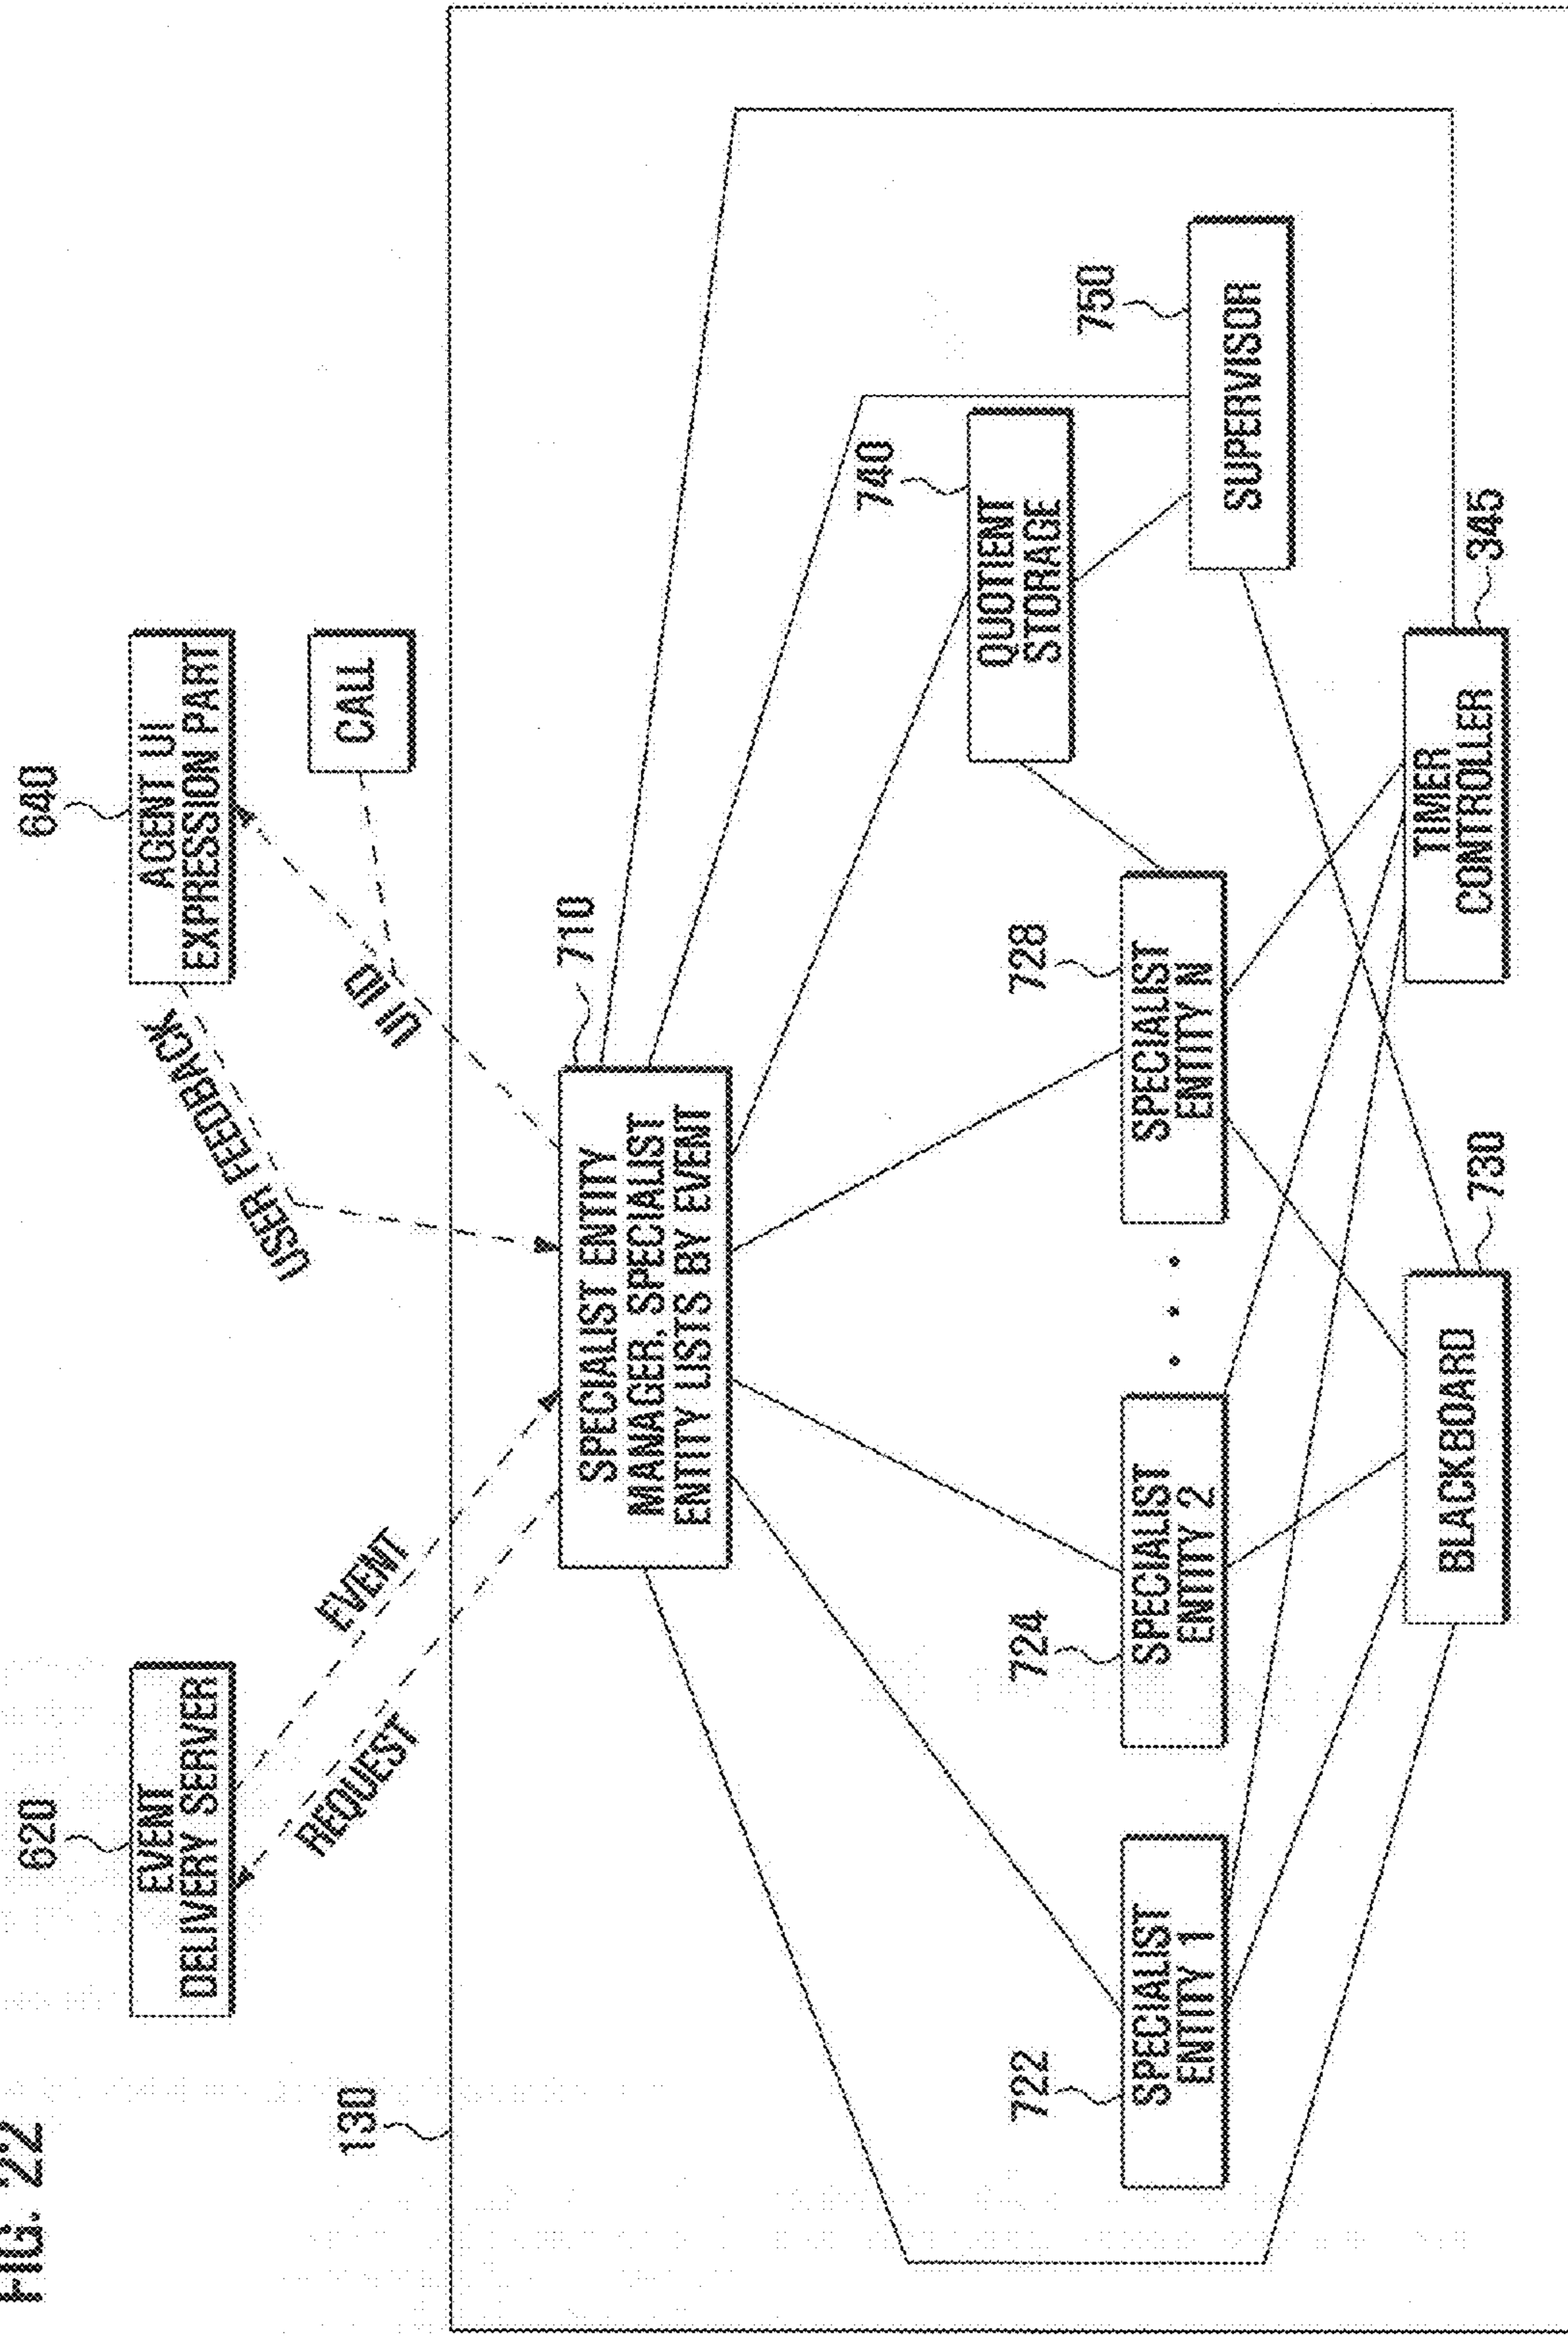 FIG. 22
620
EVENT
DELIVERY SERVER
640
AGENT UI
EXPRESSION PART
CALL
USER FEEDBACK
UI ID
EVENT
REQUEST
130
710
SPECIALIST ENTITY
MANAGER, SPECIALIST
ENTITY LISTS BY EVENT
740
QUOTIENT
STORAGE
750
SUPERVISOR
722
SPECIALIST
ENTITY 1
724
SPECIALIST
ENTITY 2
. . .
728
SPECIALIST
ENTITY N
BLACKBOARD
730
TIMER
CONTROLLER
345